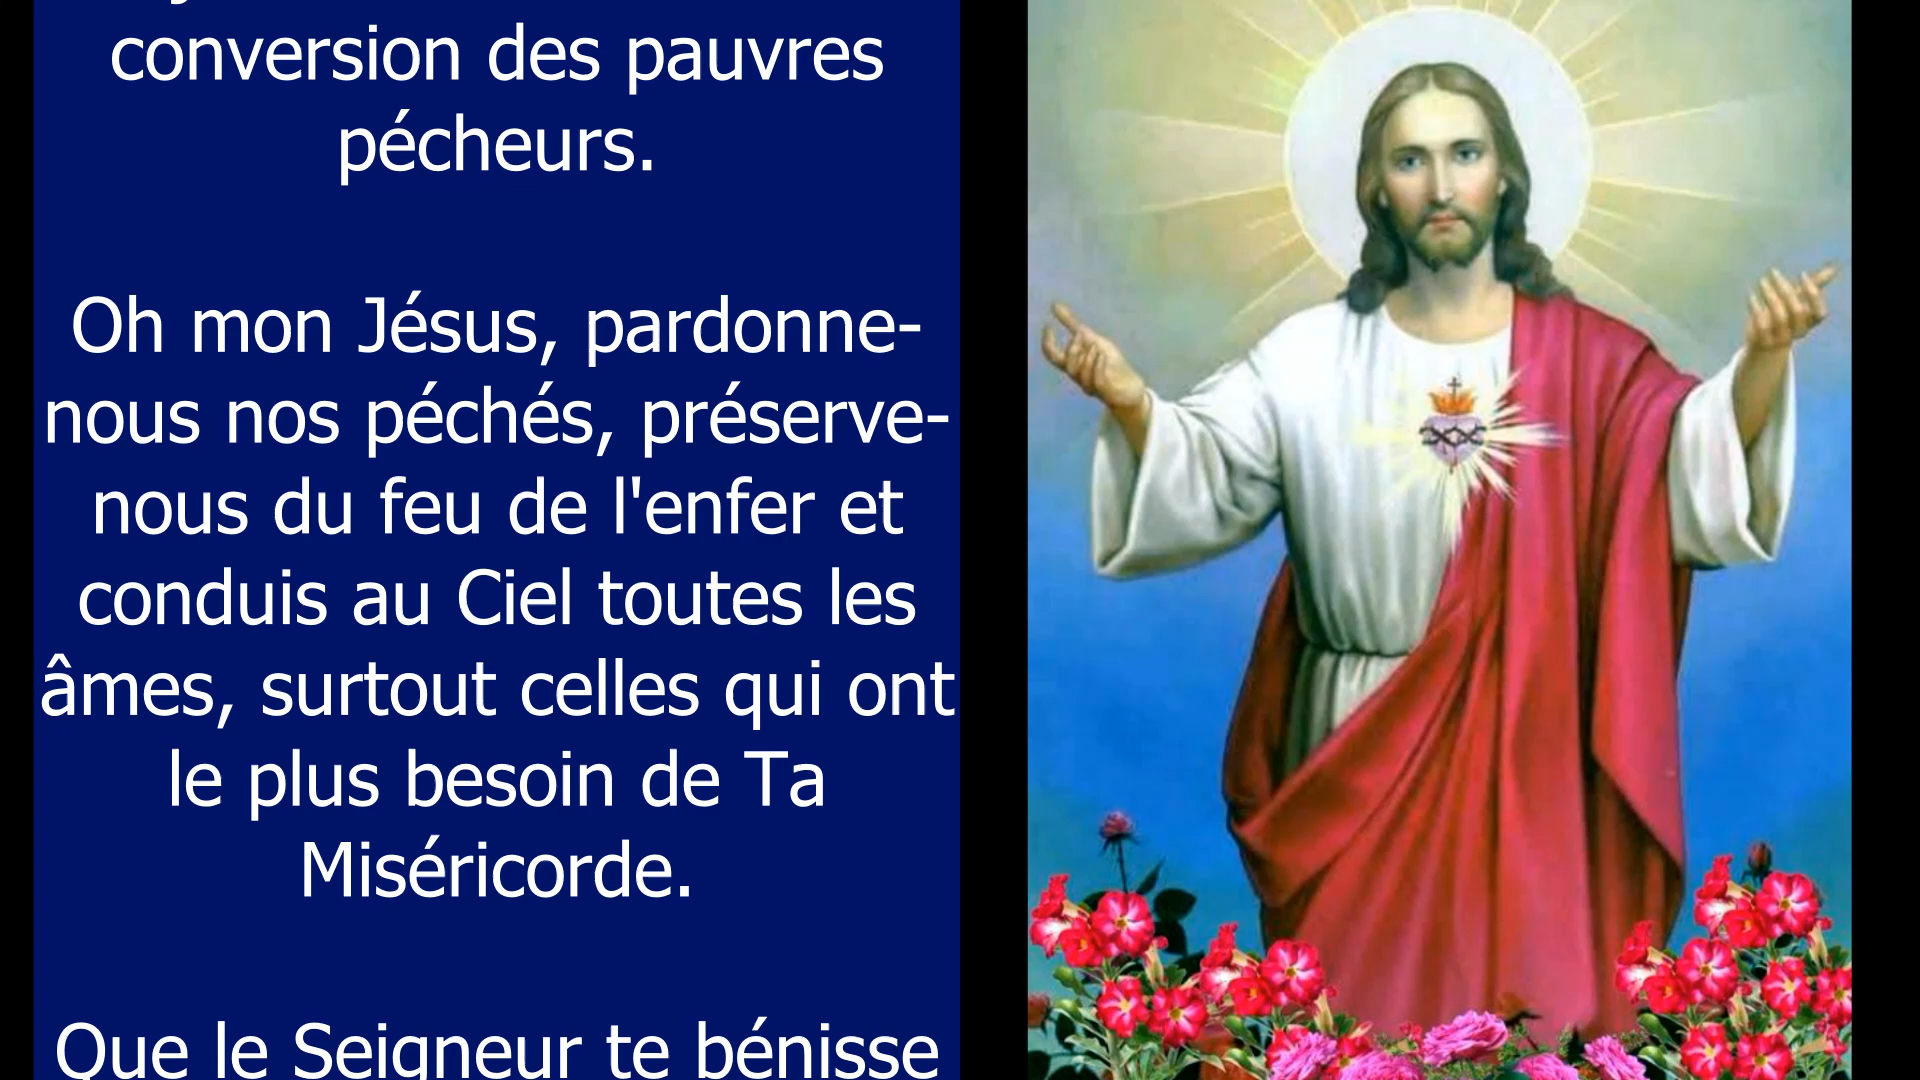 conversion des pauvres
pécheurs.
Oh mon Jésus, pardonne-
nous nos péchés, préserve-
nous du feu de l'enfer et
conduis au Ciel toutes les
âmes, surtout celles qui ont
le plus besoin de Ta
Miséricorde.
Que le Seigneur te bénisse